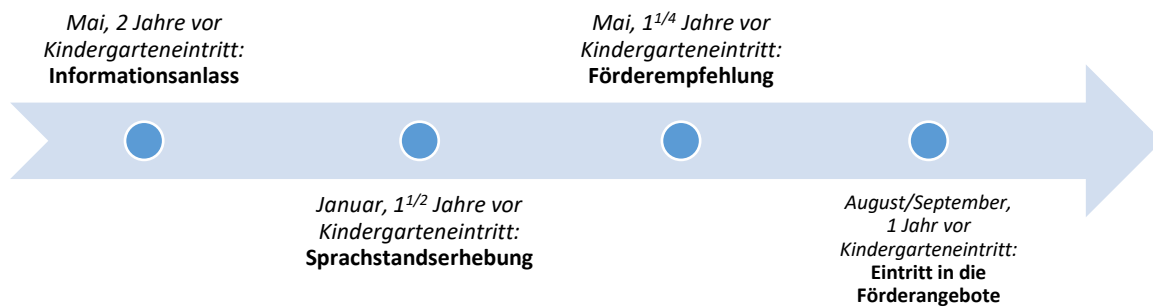 Mai, 2 Jahre vor
Kindergarteneintritt:
Informationsanlass
Januar, 1^1/2 Jahre vor
Kindergarteneintritt:
Sprachstandserhebung
Mai, 1^1/4 Jahre vor
Kindergarteneintritt:
Förderempfehlung
August/September,
1 Jahr vor
Kindergarteneintritt:
Eintritt in die
Förderangebote